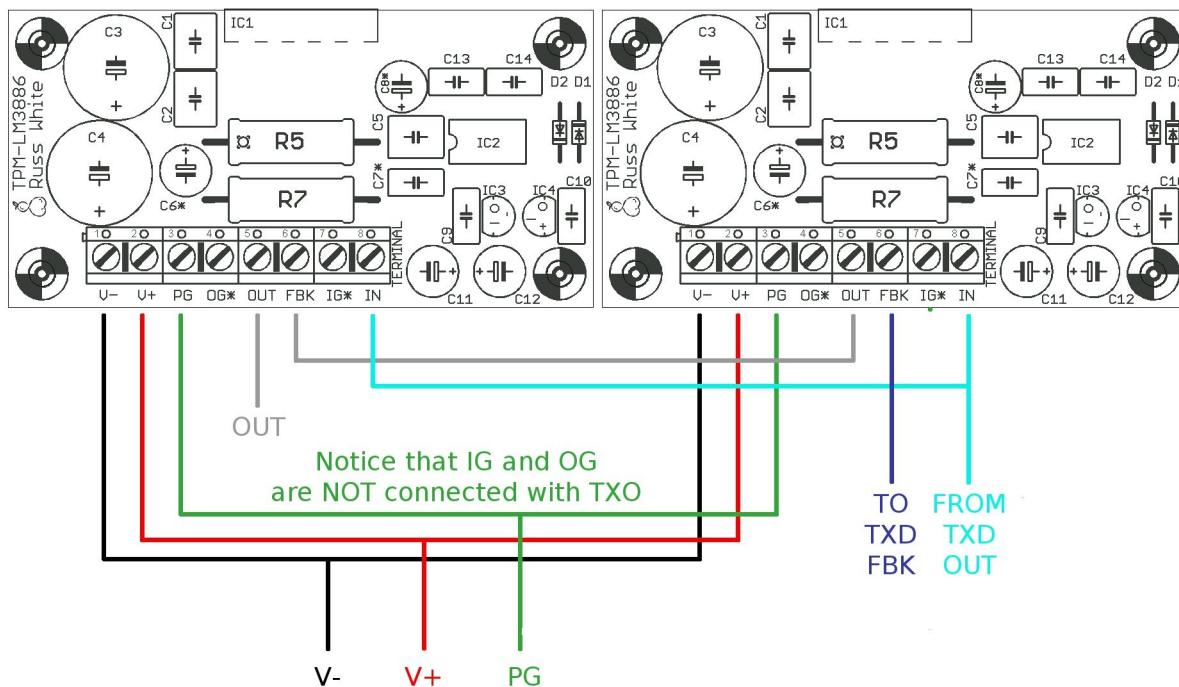 C3
C1
IC1
C13
C14
C8*
D2 D1
C2
C4
C5
R5
IC2
C7*
C6*
R7
IC3
IC4
C10
C9
TPM-LM3886
Russ White
1 2 3 4 5 6 7 8
TERMINAL
V- V+ PG OG* OUT FBK IG* IN
C11
C12
C3
C1
IC1
C13
C14
C8*
D2 D1
C2
C4
C5
R5
IC2
C7*
C6*
R7
IC3
IC4
C10
C9
TPM-LM3886
Russ White
1 2 3 4 5 6 7 8
TERMINAL
V- V+ PG OG* OUT FBK IG* IN
C11
C12
OUT
Notice that IG and OG
are NOT connected with TXO
TO
TXD
FBK
FROM
TXD
OUT
V-
V+
PG